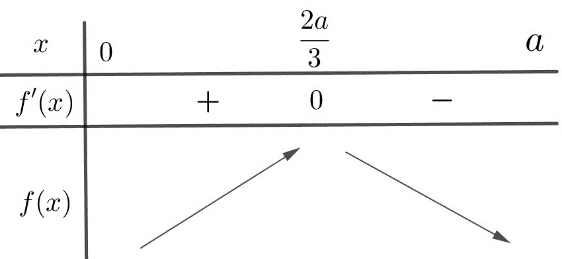 x 0 2a/3 a
f′(x) + 0 −
f(x)